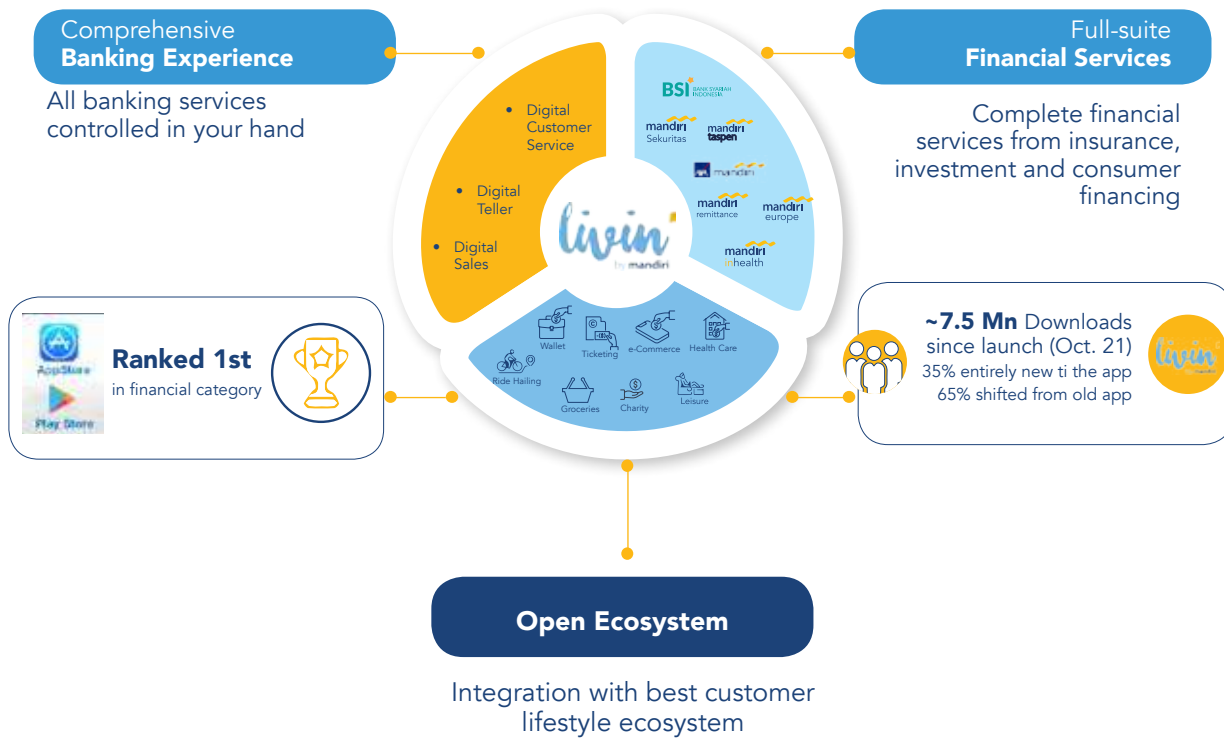 Comprehensive
Banking Experience
All banking services
controlled in your hand
Full-suite
Financial Services
Complete financial
services from insurance,
investment and consumer
financing
• Digital
Customer
Service
• Digital
Teller
• Digital
Sales
BSI BANK SYARIAH
INDONESIA
mandiri
Sekuritas
mandiri
taspen
AXA mandiri
mandiri
remittance
mandiri
europe
mandiri
inhealth
livin'
by mandiri
Wallet
Ticketing
e-Commerce
Health Care
Ride Hailing
Groceries
Charity
Leisure
AppStore
Play Store
Ranked 1st
in financial category
~7.5 Mn Downloads
since launch (Oct. 21)
35% entirely new ti the app
65% shifted from old app
livin'
Open Ecosystem
Integration with best customer
lifestyle ecosystem